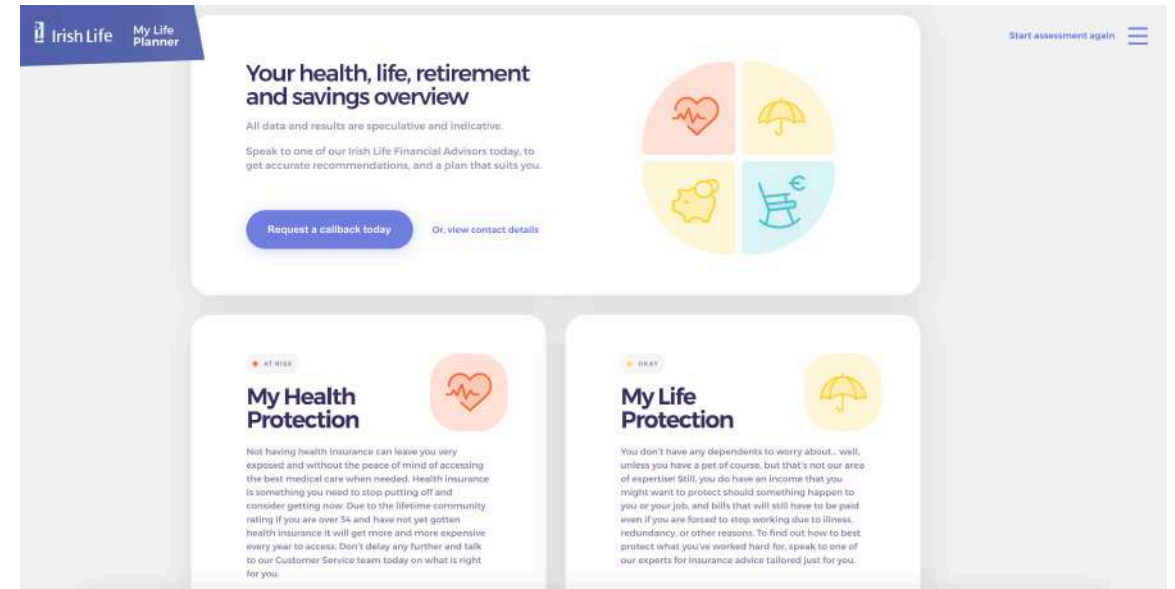 Irish Life
My Life
Planner
Start assessment again
Your health, life, retirement
and savings overview
All data and results are speculative and indicative.
Speak to one of our Irish Life Financial Advisors today, to
get accurate recommendations, and a plan that suits you.
Request a callback today
Or, view contact details
€
AT RISK
My Health
Protection
Not having health insurance can leave you very
exposed and without the peace of mind of accessing
the best medical care when needed. Health insurance
is something you need to stop putting off and
consider getting now. Due to the lifetime community
rating if you are over 34 and have not yet gotten
health insurance it will get more and more expensive
every year to access. Don't delay any further and talk
to our Customer Service team today on what is right
for you.
OKAY
My Life
Protection
You don't have any dependents to worry about... well,
unless you have a pet of course, but that's not our area
of expertise! Still, you do have an income that you
might want to protect should something happen to
you or your job, and bills that will still have to be paid
even if you are forced to stop working due to illness,
redundancy, or other reasons. To find out how to best
protect what you've worked hard for, speak to one of
our experts for insurance advice tailored just for you.